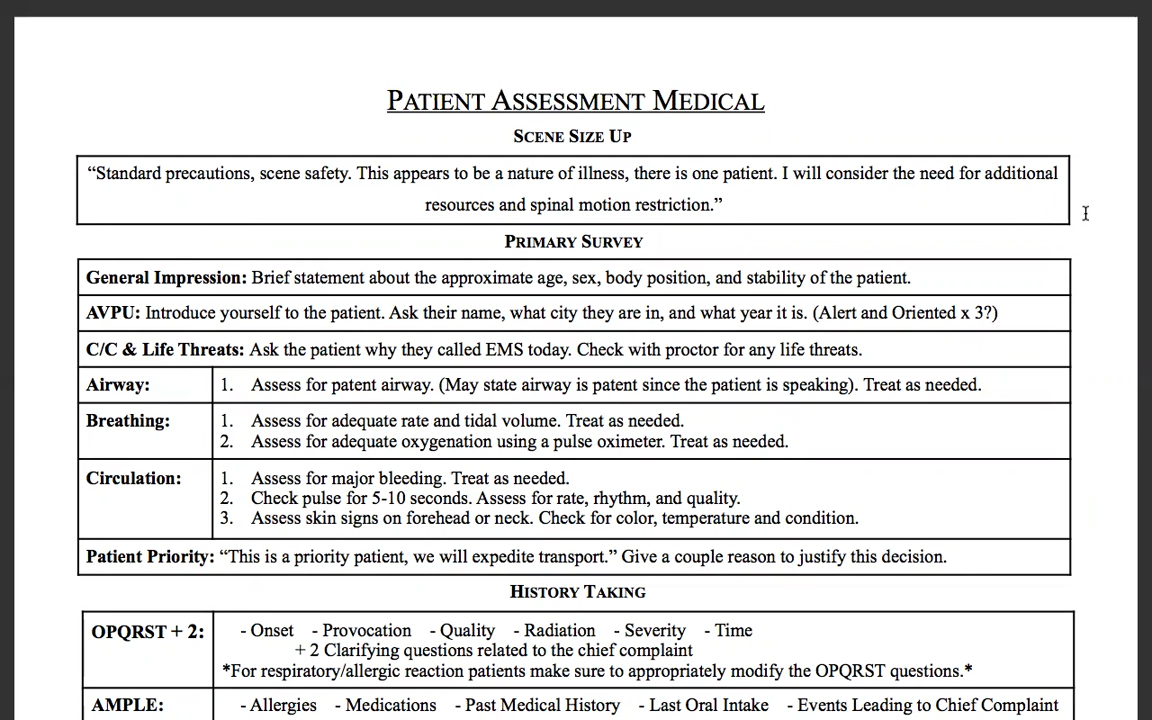 PATIENT ASSESSMENT MEDICAL
SCENE SIZE UP
“Standard precautions, scene safety. This appears to be a nature of illness, there is one patient. I will consider the need for additional
resources and spinal motion restriction.”
PRIMARY SURVEY
General Impression: Brief statement about the approximate age, sex, body position, and stability of the patient.
AVPU: Introduce yourself to the patient. Ask their name, what city they are in, and what year it is. (Alert and Oriented x 3?)
C/C & Life Threats: Ask the patient why they called EMS today. Check with proctor for any life threats.
Airway: 1. Assess for patent airway. (May state airway is patent since the patient is speaking). Treat as needed.
Breathing: 1. Assess for adequate rate and tidal volume. Treat as needed.
2. Assess for adequate oxygenation using a pulse oximeter. Treat as needed.
Circulation: 1. Assess for major bleeding. Treat as needed.
2. Check pulse for 5-10 seconds. Assess for rate, rhythm, and quality.
3. Assess skin signs on forehead or neck. Check for color, temperature and condition.
Patient Priority: “This is a priority patient, we will expedite transport.” Give a couple reason to justify this decision.
HISTORY TAKING
OPQRST + 2: - Onset - Provocation - Quality - Radiation - Severity - Time
+ 2 Clarifying questions related to the chief complaint
*For respiratory/allergic reaction patients make sure to appropriately modify the OPQRST questions.*
AMPLE: - Allergies - Medications - Past Medical History - Last Oral Intake - Events Leading to Chief Complaint